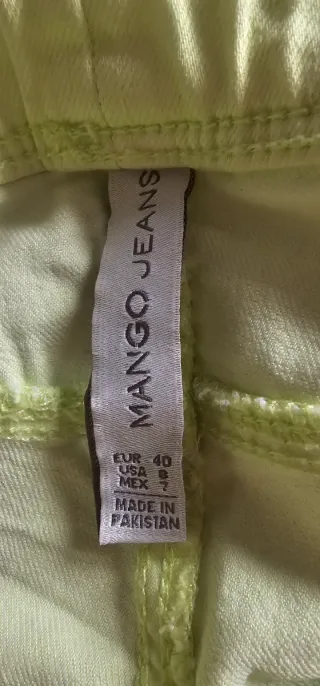 MANGO JEANS
EUR 40
USA 8
MEX 7
MADE IN
PAKISTAN